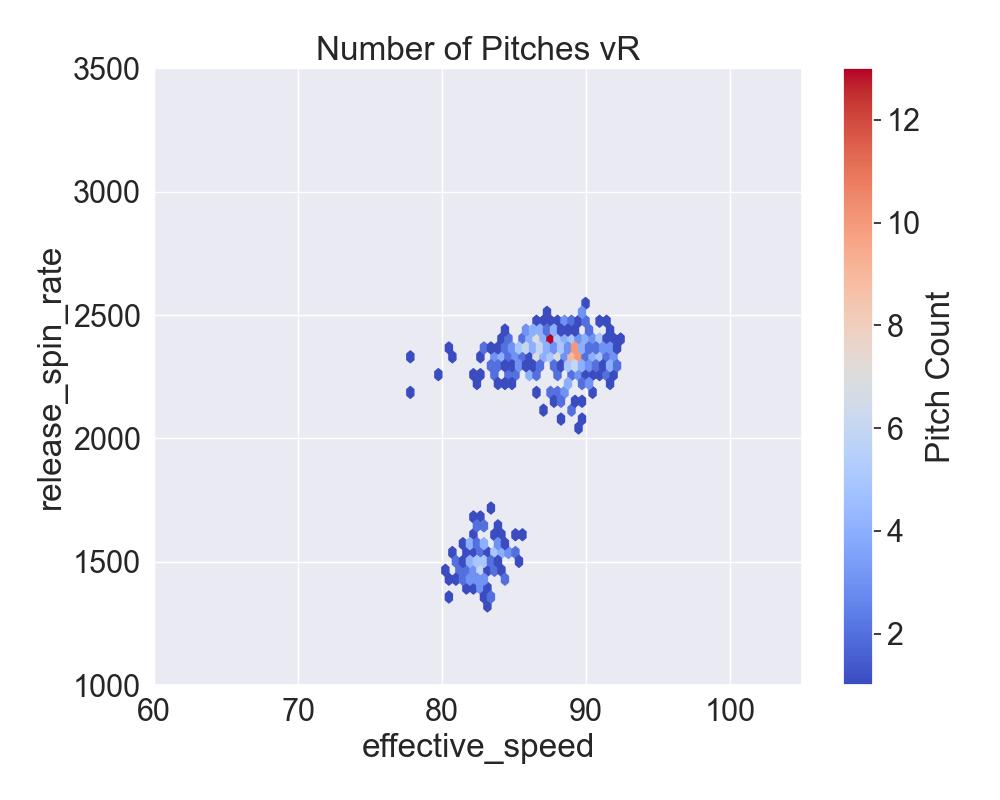 Number of Pitches vR
3500
3000
2500
2000
1500
1000
release_spin_rate
60 70 80 90 100
effective_speed
12
10
8
6
4
2
Pitch Count